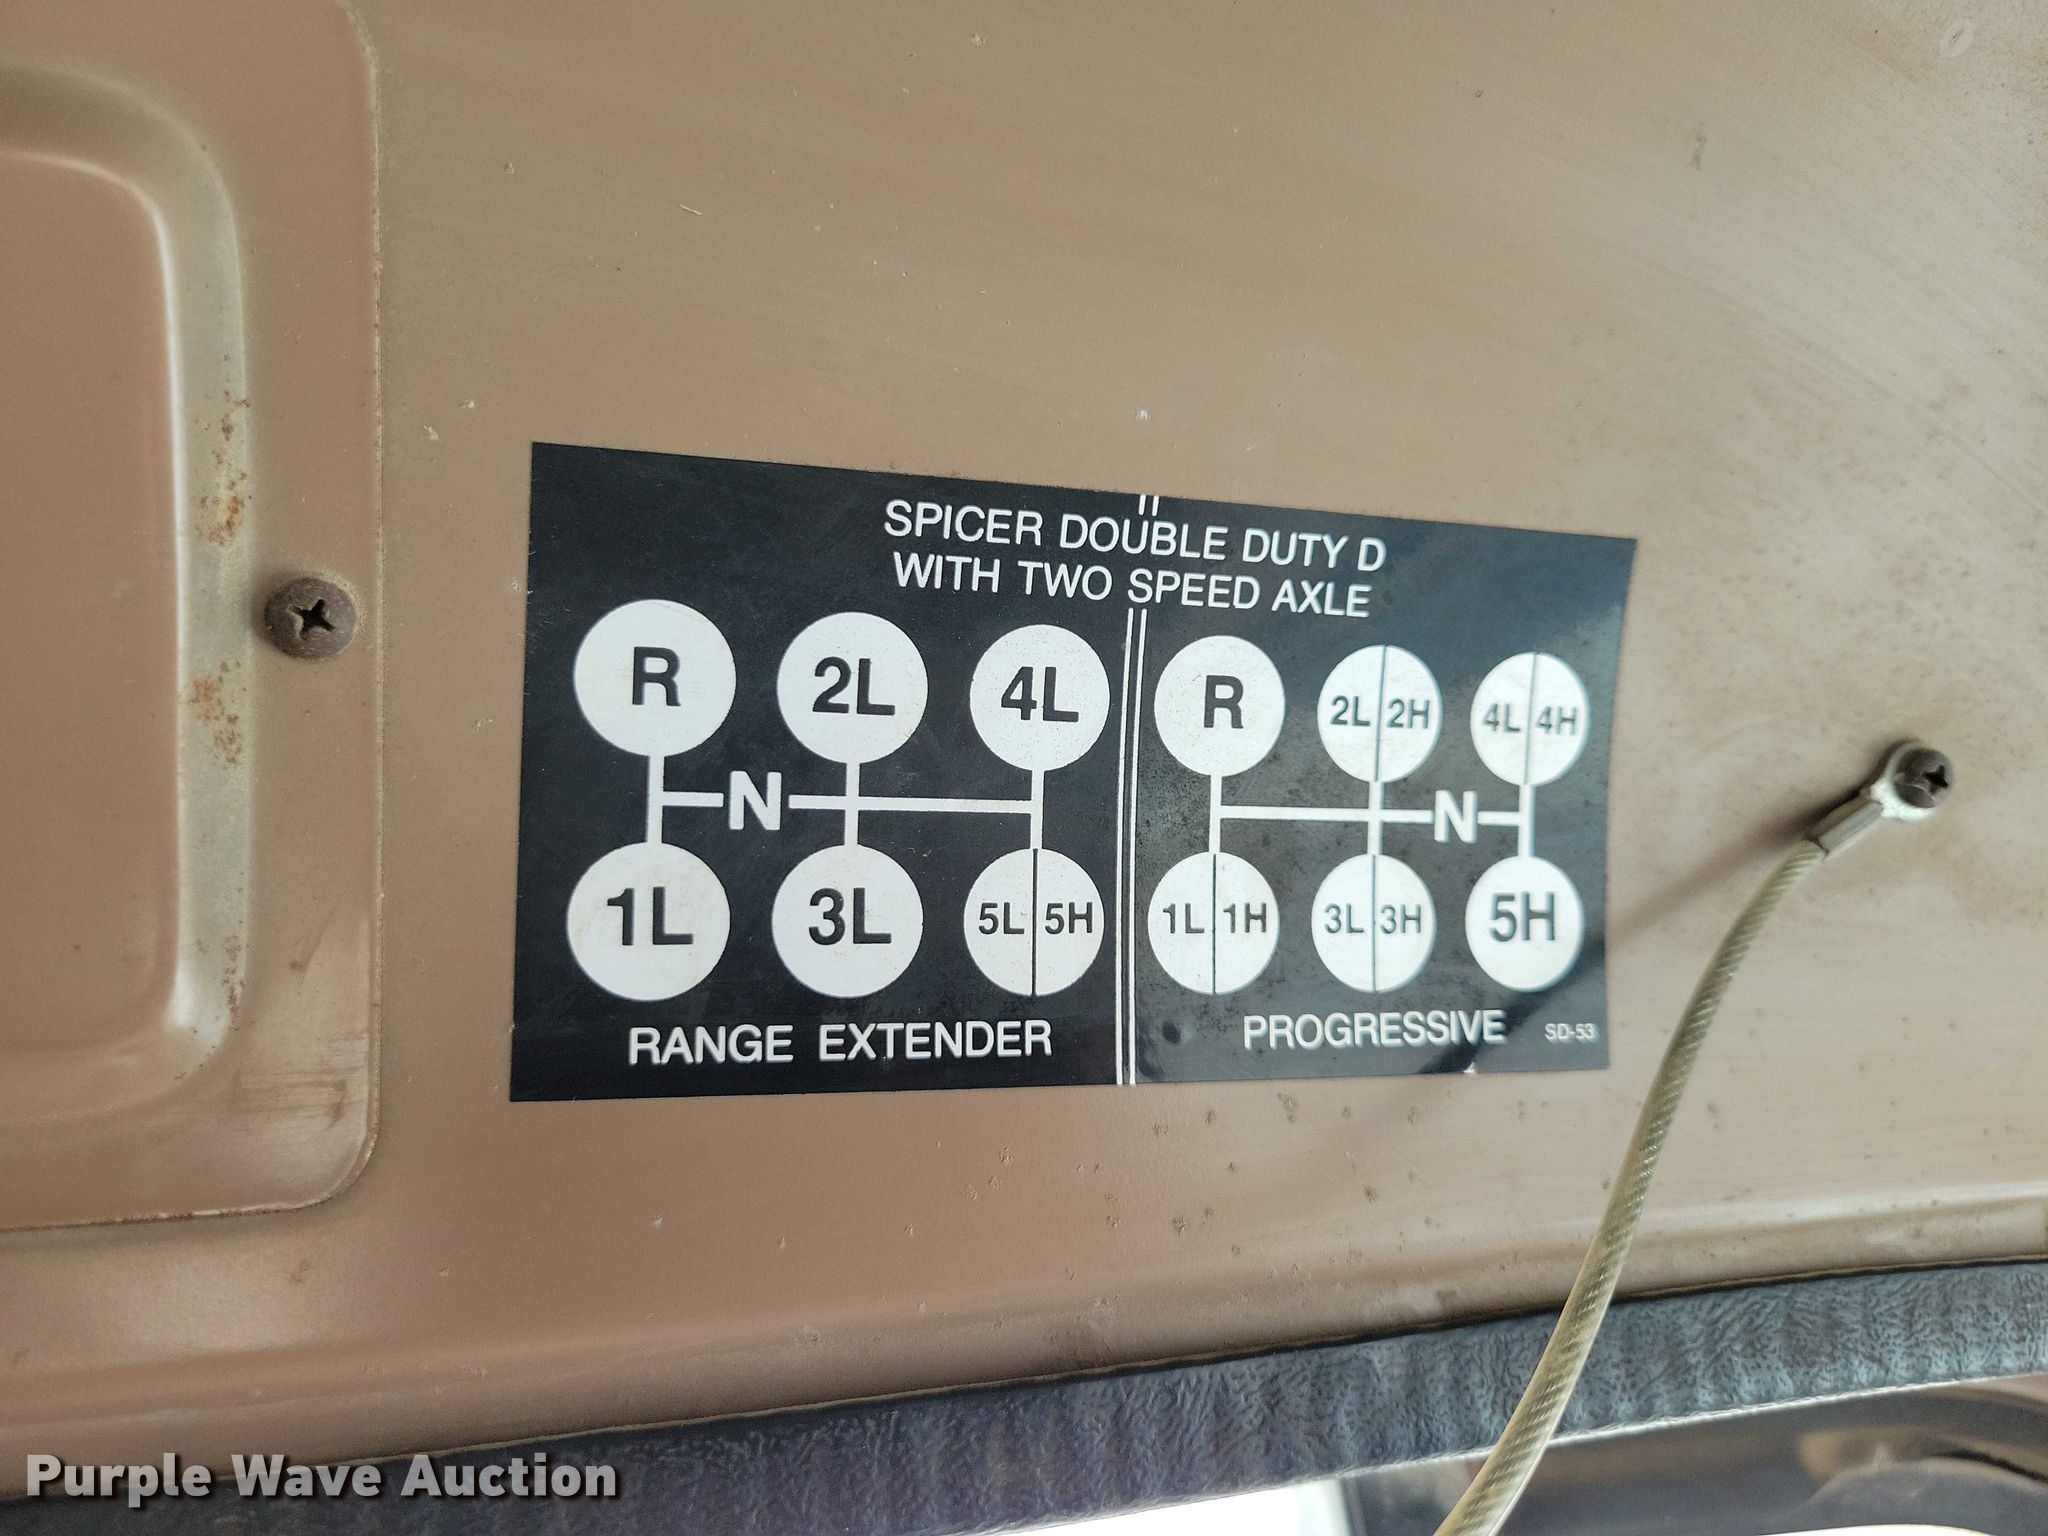 SPICER DOUBLE DUTY D
WITH TWO SPEED AXLE
R 2L 4L
N
1L 3L 5L 5H
RANGE EXTENDER
R 2L 2H 4L 4H
N
1L 1H 3L 3H 5H
PROGRESSIVE
SD-53
Purple Wave Auction